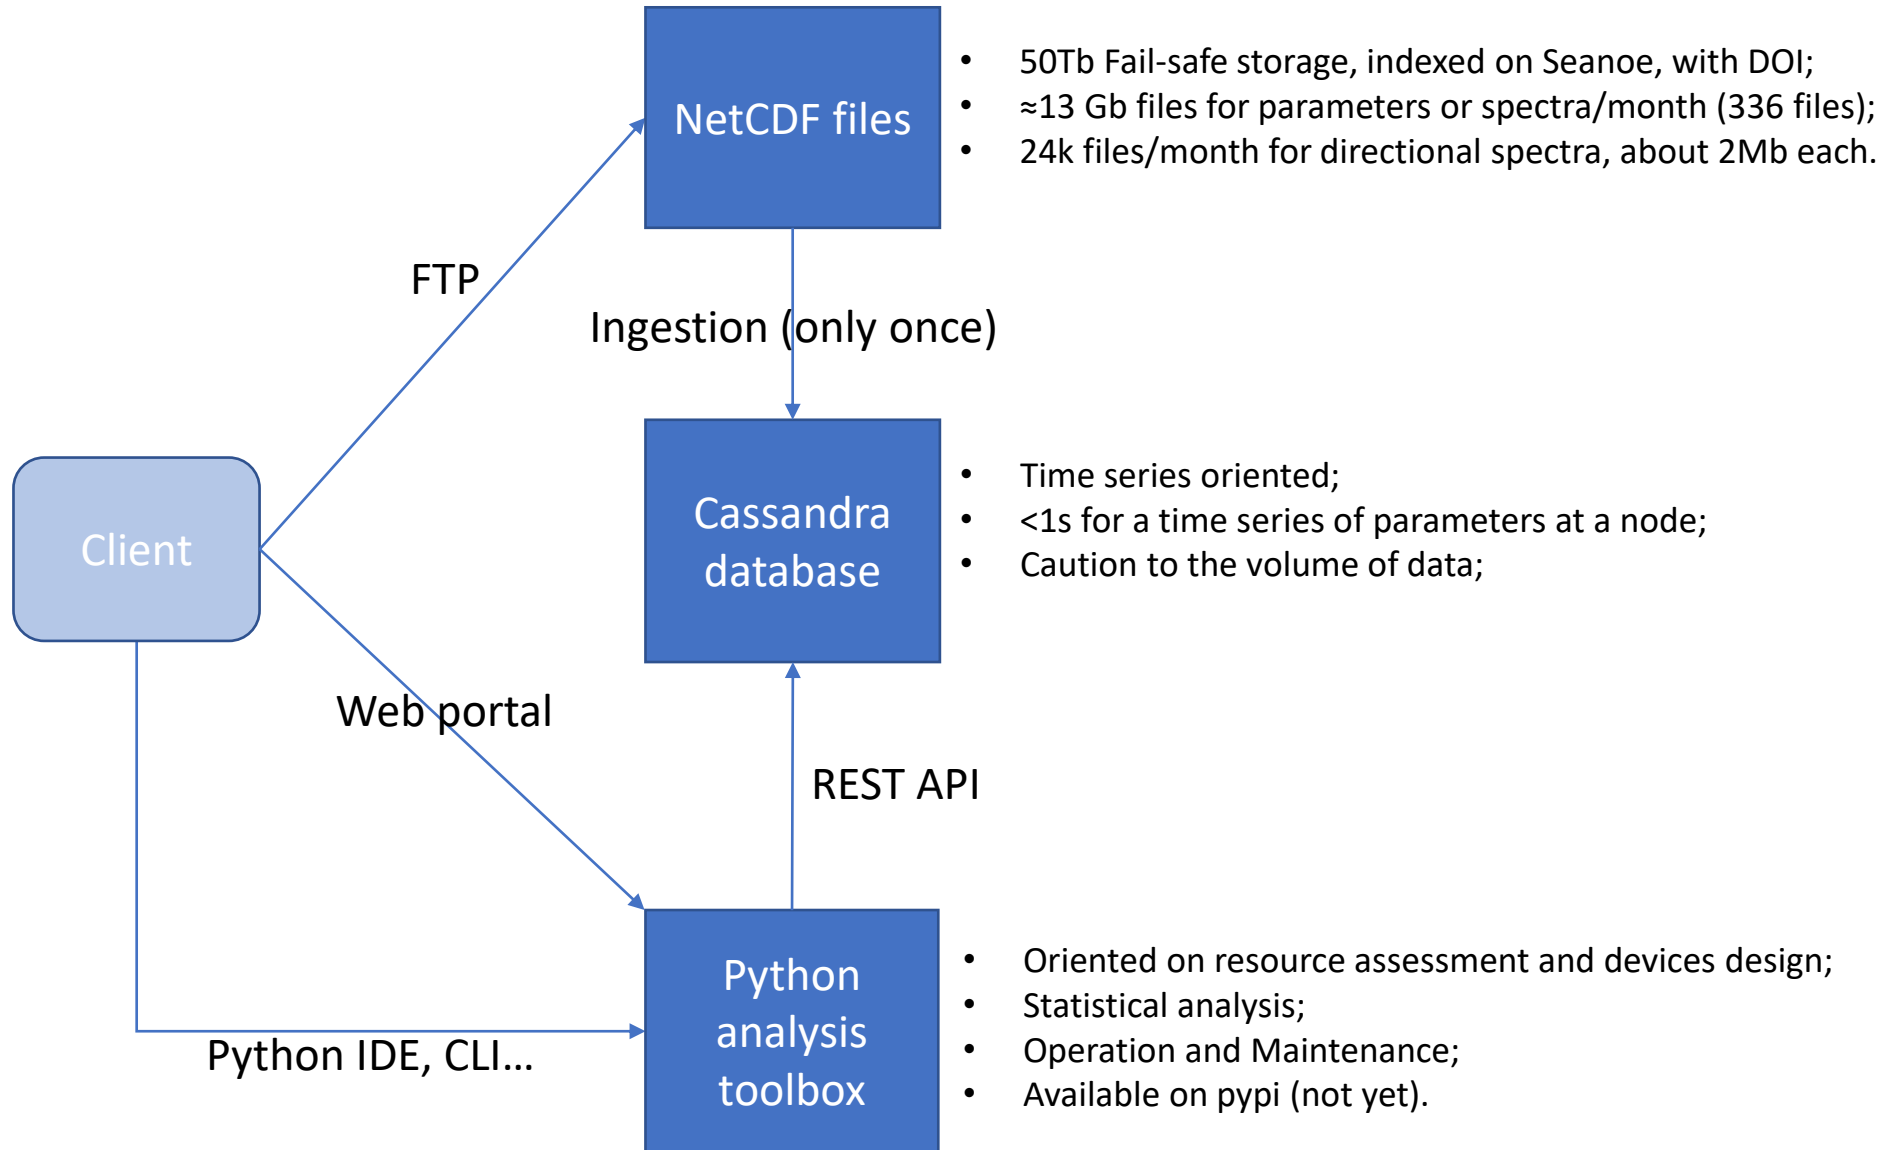 NetCDF files
• 50Tb Fail-safe storage, indexed on Seanoe, with DOI;
• ≈13 Gb files for parameters or spectra/month (336 files);
• 24k files/month for directional spectra, about 2Mb each.
FTP
Ingestion (only once)
Client
Cassandra
database
• Time series oriented;
• <1s for a time series of parameters at a node;
• Caution to the volume of data;
Web portal
REST API
Python
analysis
toolbox
• Oriented on resource assessment and devices design;
• Statistical analysis;
• Operation and Maintenance;
• Available on pypi (not yet).
Python IDE, CLI…